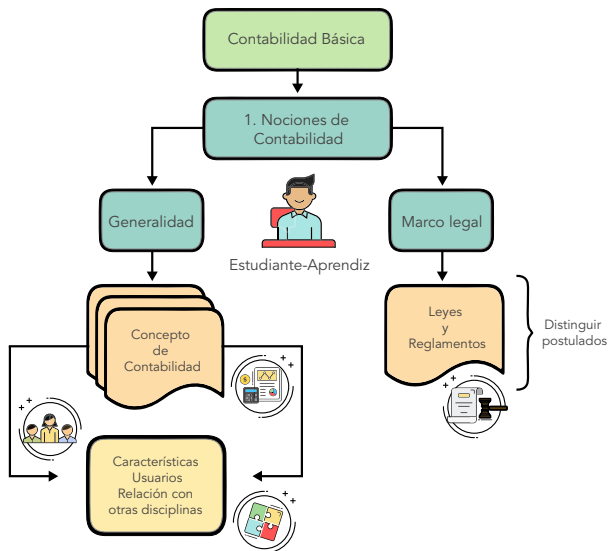 Contabilidad Básica
1. Nociones de
Contabilidad
Generalidad
Marco legal
Estudiante-Aprendiz
Concepto
de
Contabilidad
Leyes
y
Reglamentos
Distinguir
postulados
Características
Usuarios
Relación con
otras disciplinas